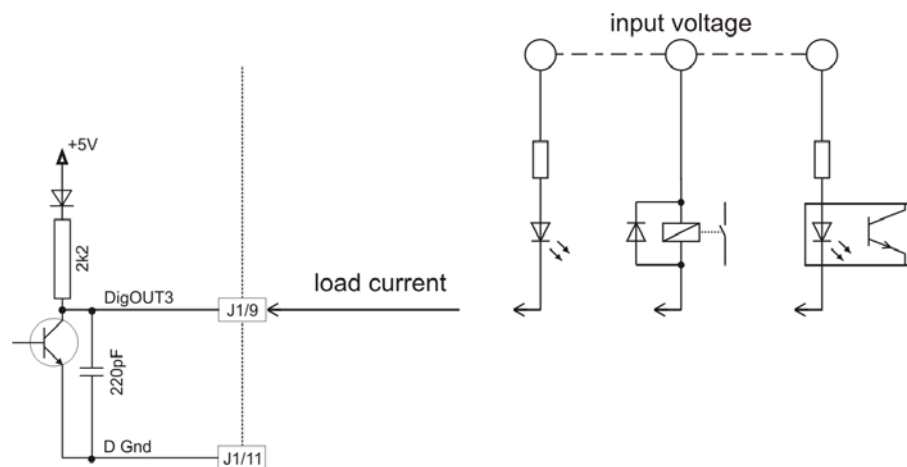 input voltage
+5V
2k2
DigOUT3
J1/9
load current
220pF
D Gnd
J1/11